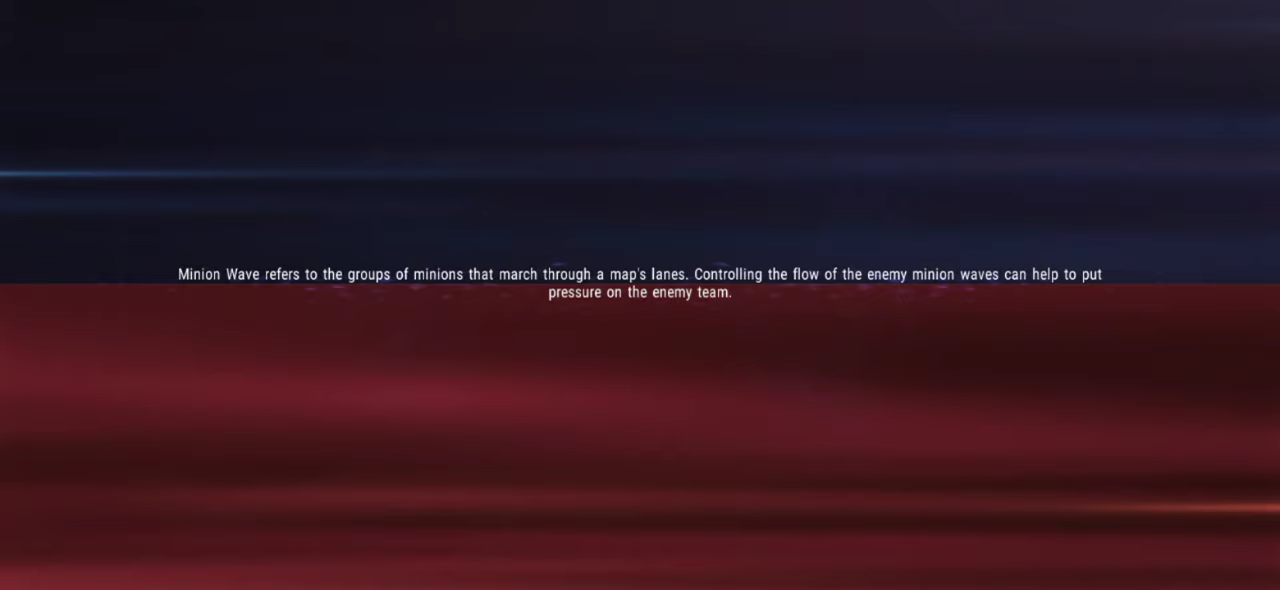 Minion Wave refers to the groups of minions that march through a map's lanes. Controlling the flow of the enemy minion waves can help to put
pressure on the enemy team.